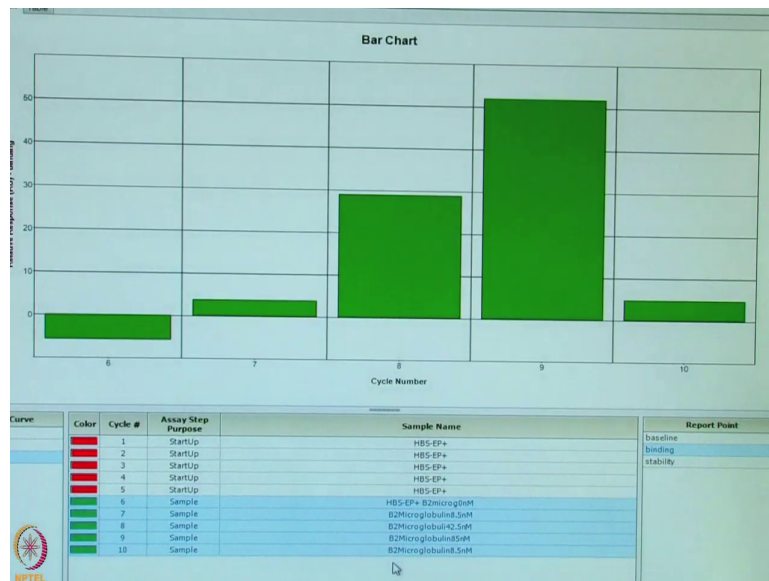 Table
Bar Chart
50
40
30
20
10
0
6 7 8 9 10
Cycle Number
Curve Color Cycle # Assay Step Purpose Sample Name Report Point
1 StartUp HBS-EP+ baseline
2 StartUp HBS-EP+ binding
3 StartUp HBS-EP+ stability
4 StartUp HBS-EP+
5 StartUp HBS-EP+
6 Sample HBS-EP+ B2microg0nM
7 Sample B2Microglobulin8.5nM
8 Sample B2Microglobuli42.5nM
9 Sample B2Microglobulin85nM
10 Sample B2Microglobulin8.5nM
NPTEL